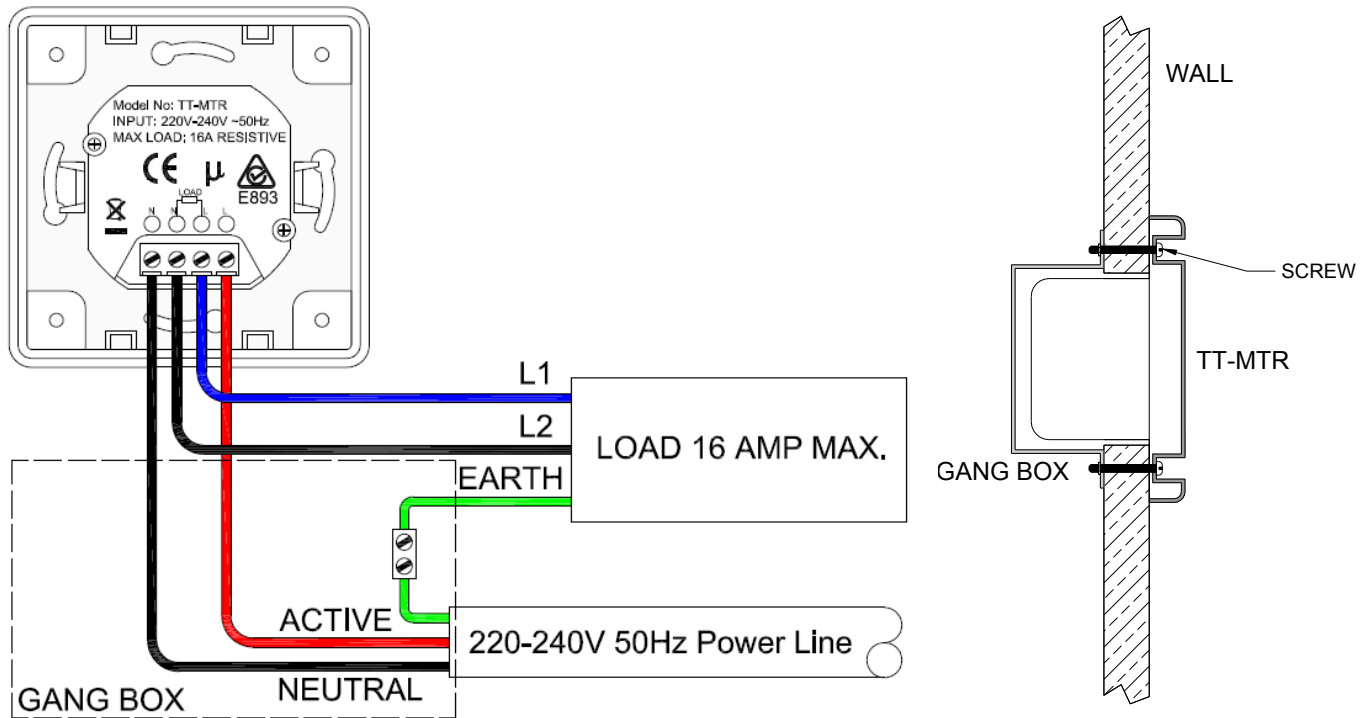 Model No: TT-MTR
INPUT: 220V-240V ~50Hz
MAX LOAD; 16A RESISTIVE
CE μ
E893
LOAD
N N L L
L1
L2
EARTH
LOAD 16 AMP MAX.
ACTIVE
NEUTRAL
220-240V 50Hz Power Line
GANG BOX
WALL
SCREW
TT-MTR
GANG BOX